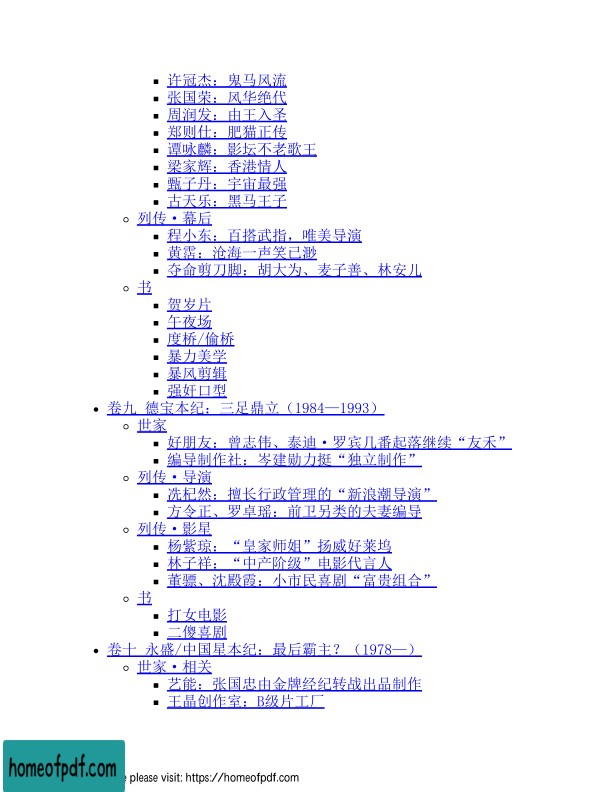 许冠杰：鬼马风流
张国荣：风华绝代
周润发：由王入圣
郑则仕：肥猫正传
谭咏麟：影坛不老歌王
梁家辉：香港情人
甄子丹：宇宙最强
古天乐：黑马王子
列传·幕后
程小东：百搭武指，唯美导演
黄霑：沧海一声笑已渺
夺命剪刀脚：胡大为、麦子善、林安儿
书
贺岁片
午夜场
度桥/偷桥
暴力美学
暴风剪辑
强奸口型
卷九 德宝本纪：三足鼎立（1984—1993）
世家
好朋友：曾志伟、泰迪·罗宾几番起落继续“友禾”
编导制作社：岑建勋力挺“独立制作”
列传·导演
冼杞然：擅长行政管理的“新浪潮导演”
方令正、罗卓瑶：前卫另类的夫妻编导
列传·影星
杨紫琼：“皇家师姐”扬威好莱坞
林子祥：“中产阶级”电影代言人
董骠、沈殿霞：小市民喜剧“富贵组合”
书
打女电影
二傻喜剧
卷十 永盛/中国星本纪：最后霸主？（1978—）
世家·相关
艺能：张国忠由金牌经纪转战出品制作
王晶创作室：B级片工厂
homeofpdf.com
e please visit: https://homeofpdf.com